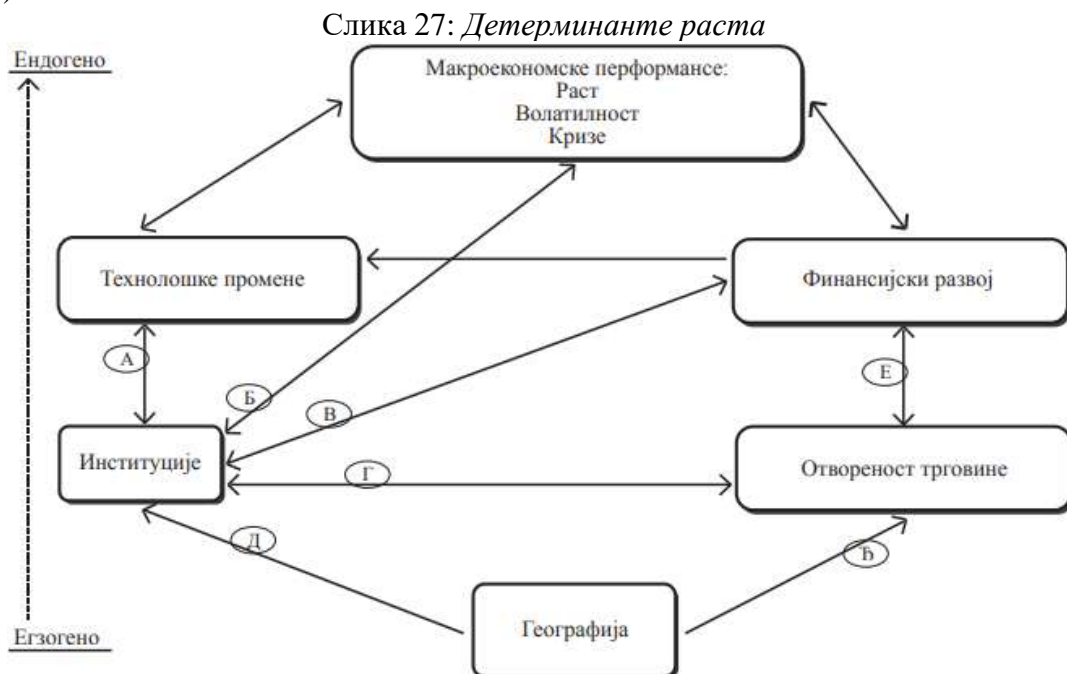 )
Слика 27: Детерминанте раста
Ендогено
Макроекономске перформансе:
Раст
Волатилност
Кризе
Технолошке промене
Финансијски развој
А
Е
Б
В
Институције
Отвореност трговине
Г
Д
Ђ
Географија
Егзогено